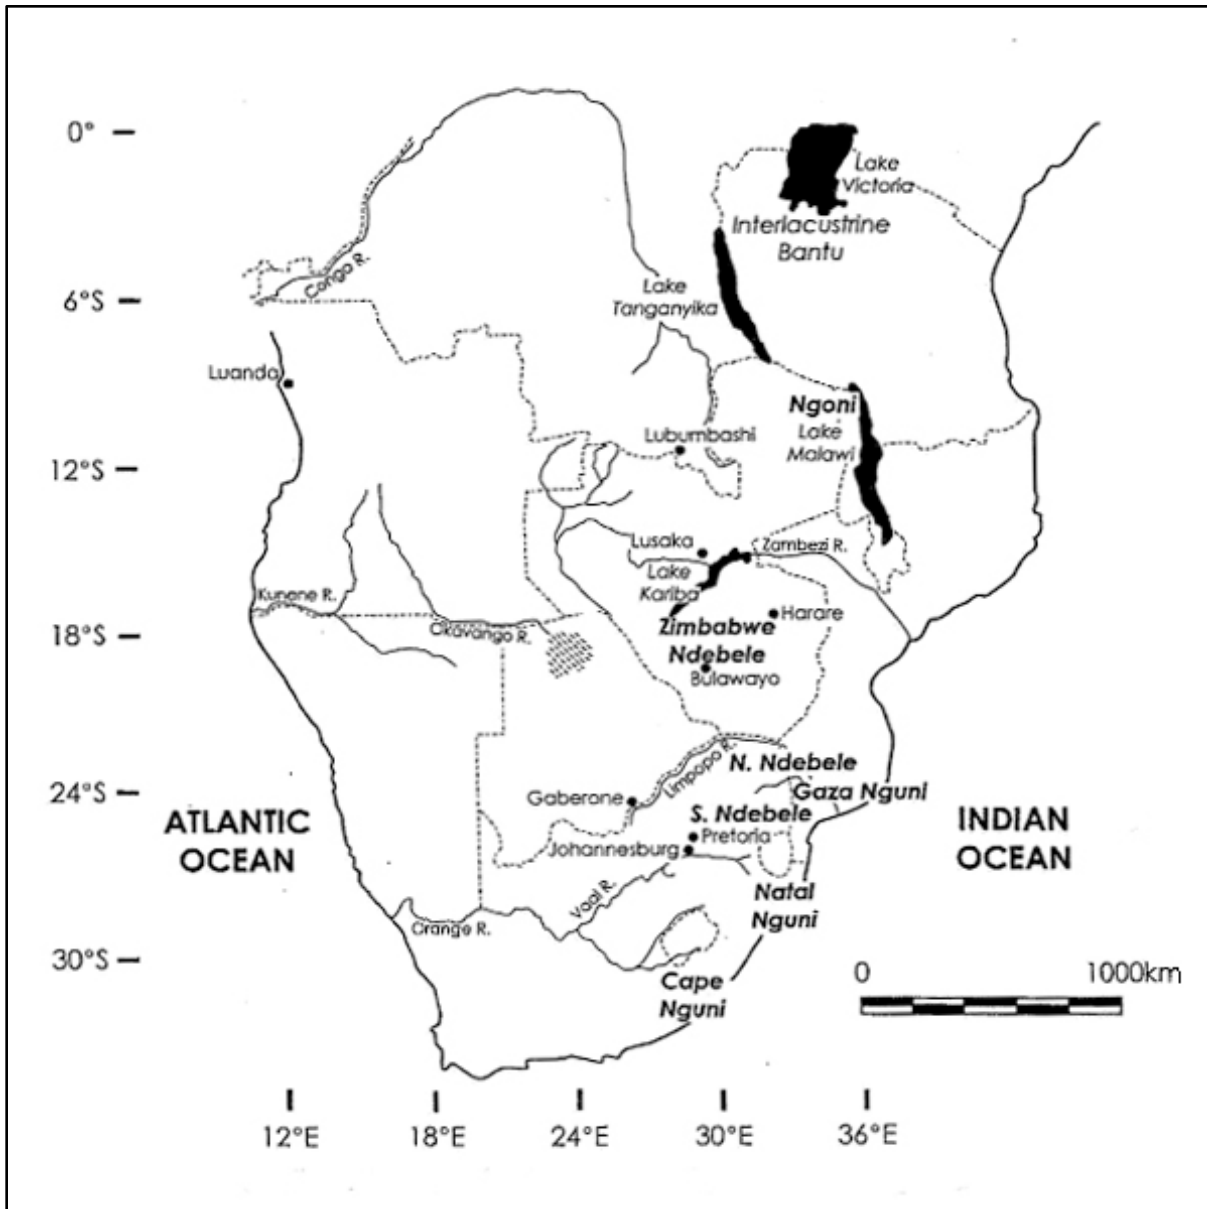 0°
Lake
Victoria
Interlacustrine
Bantu
Congo R.
6°S
Lake
Tanganyika
Luanda
Ngoni
Lake
Malawi
Lubumbashi
12°S
Lusaka
Zambezi R.
Lake
Kariba
Kunene R.
Harare
18°S
Okavango R.
Zimbabwe
Ndebele
Bulawayo
Limpopo R.
N. Ndebele
24°S
Gaberone
Gaza Nguni
S. Ndebele
ATLANTIC
OCEAN
INDIAN
OCEAN
Pretoria
Johannesburg
Vaal R.
Natal
Nguni
Orange R.
30°S
Cape
Nguni
0
1000km
12°E
18°E
24°E
30°E
36°E